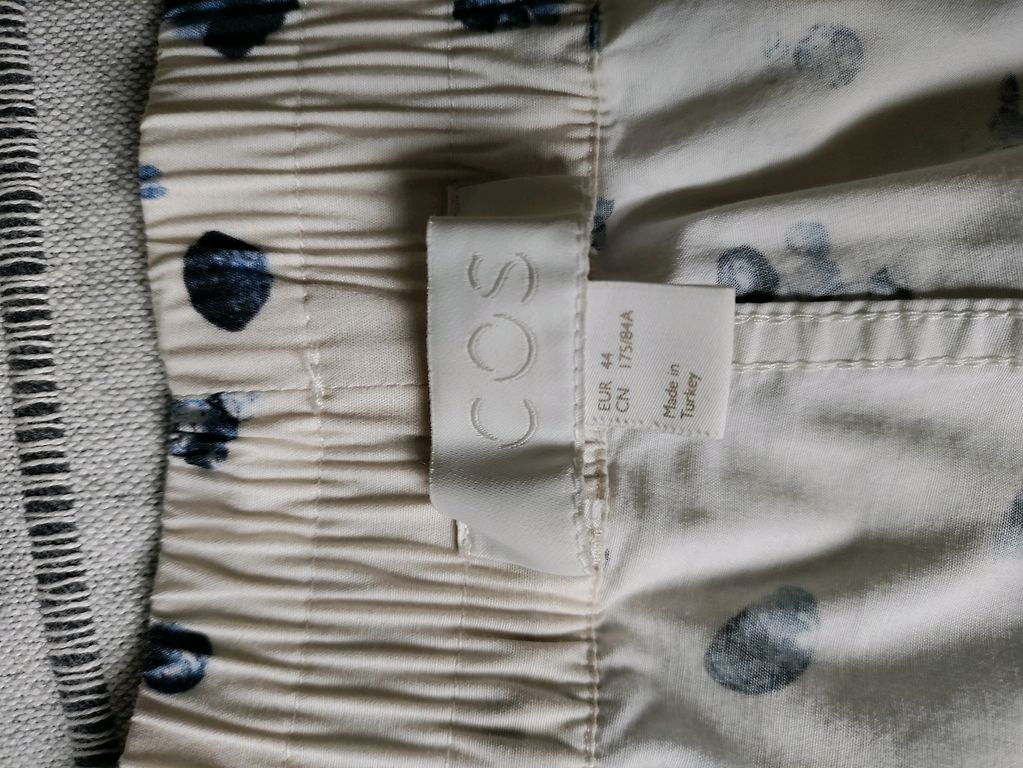 COS
EUR 44
CN 175/84A
Made in
Turkey